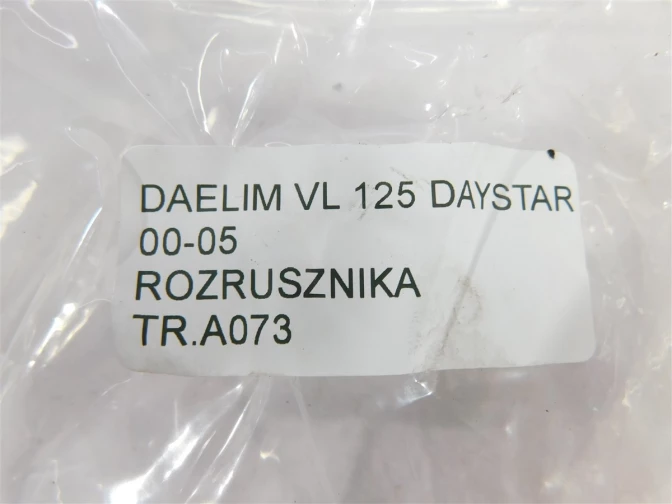 DAELIM VL 125 DAYSTAR
00-05
ROZRUSZNIKA
TR.A073